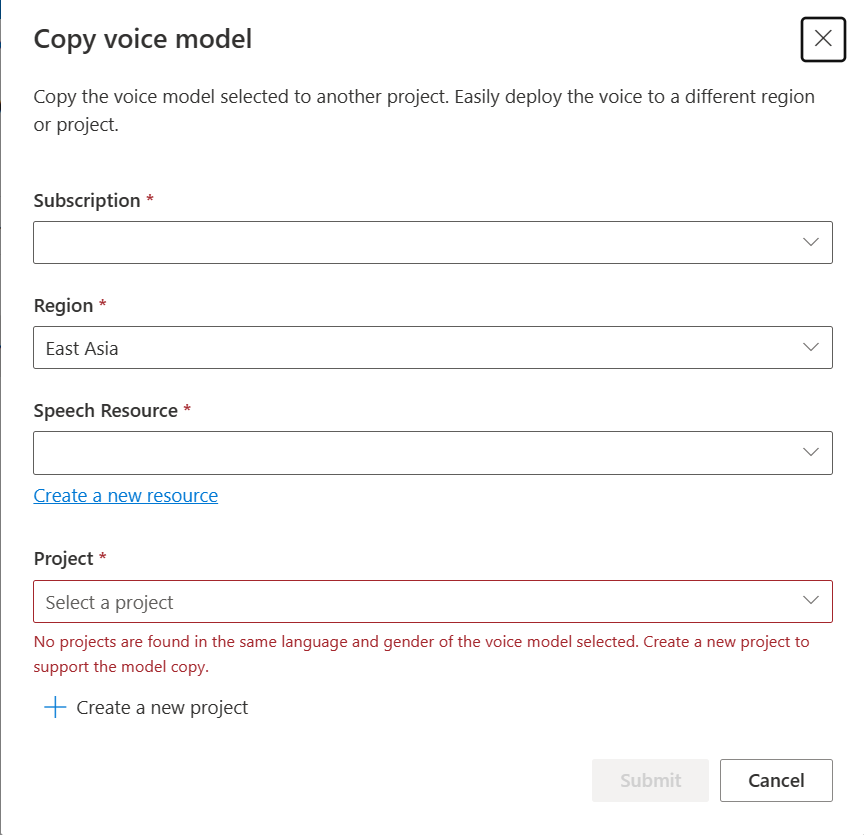 Copy voice model
Copy the voice model selected to another project. Easily deploy the voice to a different region
or project.
Subscription *
Region *
East Asia
Speech Resource *
Create a new resource
Project *
Select a project
No projects are found in the same language and gender of the voice model selected. Create a new project to
support the model copy.
Create a new project
Submit
Cancel